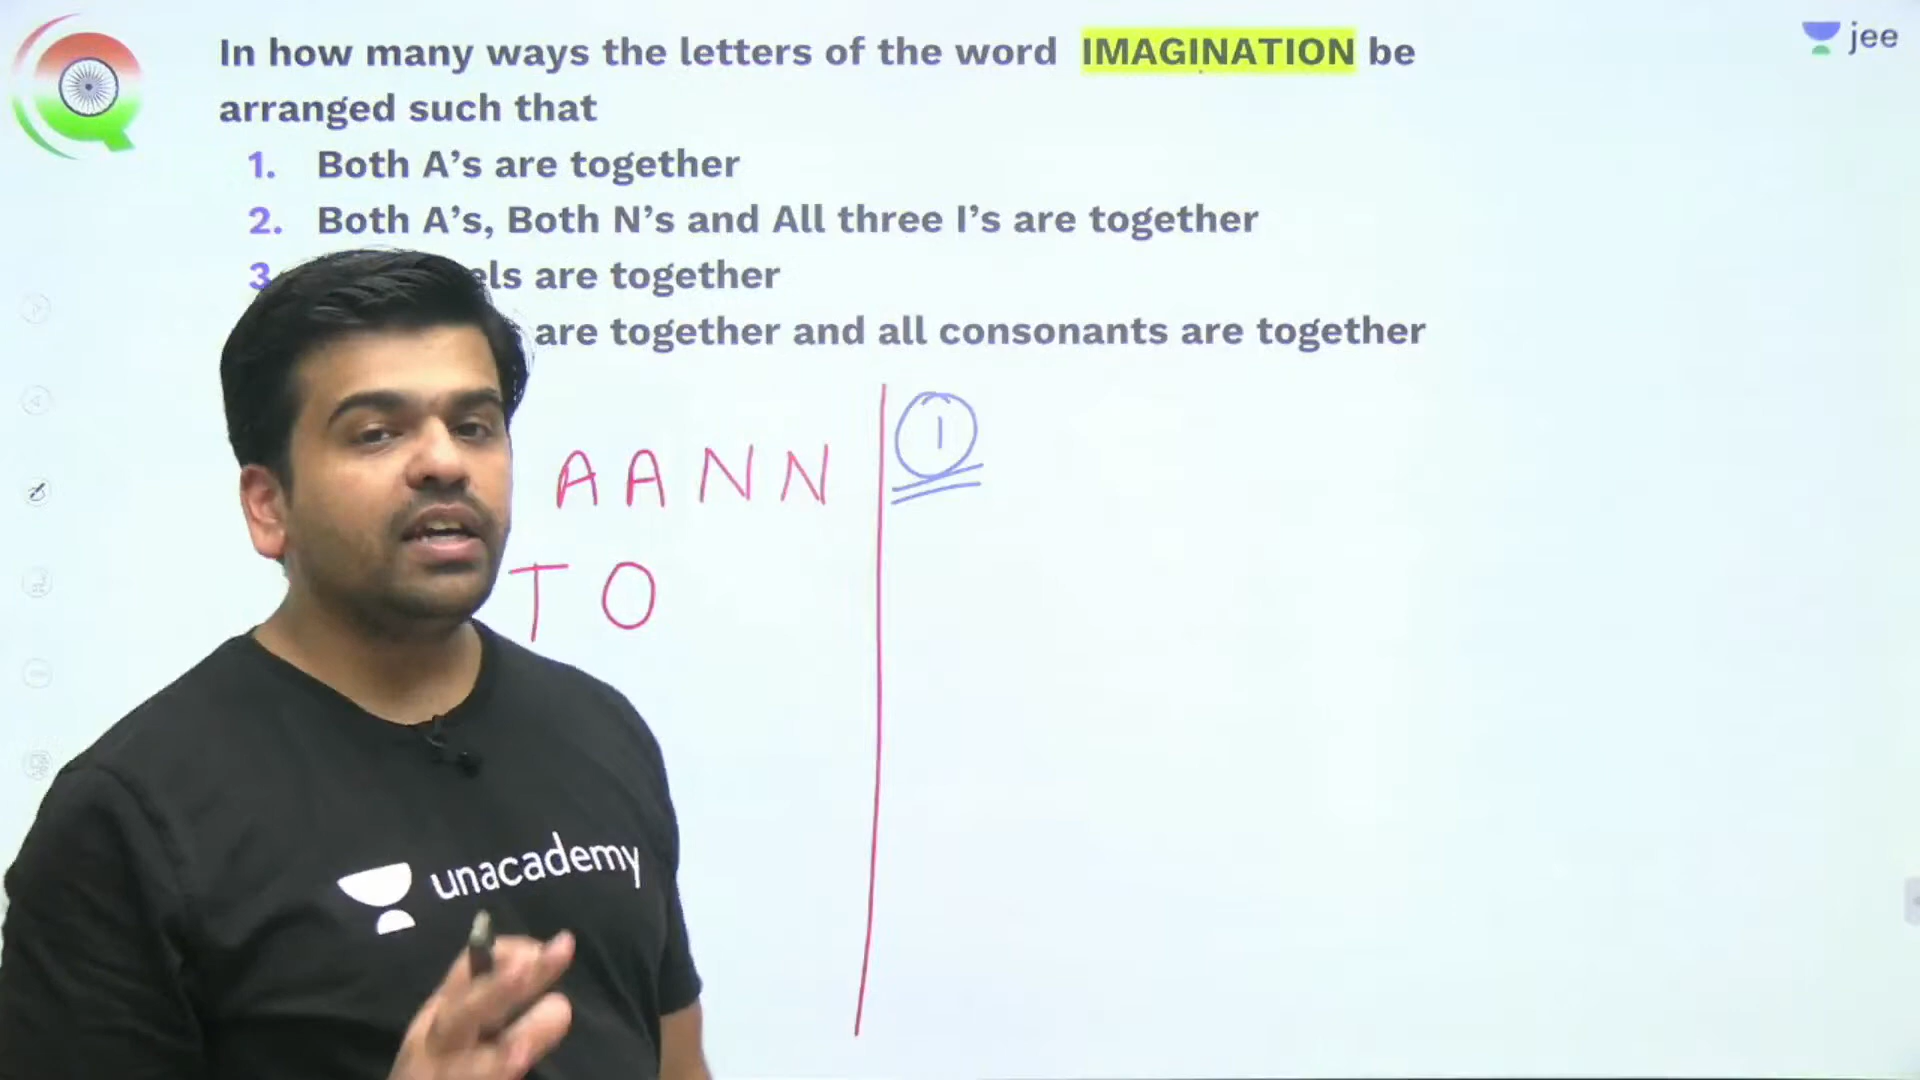 In how many ways the letters of the word IMAGINATION be
arranged such that
1. Both A's are together
2. Both A's, Both N's and All three I's are together
3 els are together
are together and all consonants are together
A A N N
T O
1
unacademy
jee